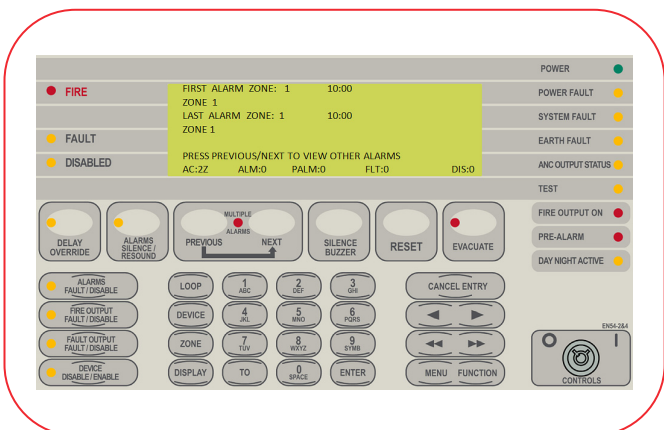 POWER
FIRE
POWER FAULT
SYSTEM FAULT
FAULT
EARTH FAULT
DISABLED
ANC OUTPUT STATUS
TEST
FIRST ALARM ZONE: 1 10:00
ZONE 1
LAST ALARM ZONE: 1 10:00
ZONE 1
PRESS PREVIOUS/NEXT TO VIEW OTHER ALARMS
AC:2Z ALM:0 PALM:0 FLT:0 DIS:0
FIRE OUTPUT ON
PRE-ALARM
DAY NIGHT ACTIVE
DELAY
OVERRIDE
ALARMS
SILENCE /
RESOUND
MULTIPLE
ALARMS
PREVIOUS NEXT
SILENCE
BUZZER
RESET
EVACUATE
ALARMS
FAULT / DISABLE
FIRE OUTPUT
FAULT / DISABLE
FAULT OUTPUT
FAULT / DISABLE
DEVICE
DISABLE / ENABLE
LOOP
1
ABC
2
DEF
3
GHI
DEVICE
4
JKL
5
MNO
6
PQRS
ZONE
7
TUV
8
WXYZ
9
SYMB
DISPLAY
TO
0
SPACE
ENTER
CANCEL ENTRY
MENU FUNCTION
EN54-2&4
CONTROLS